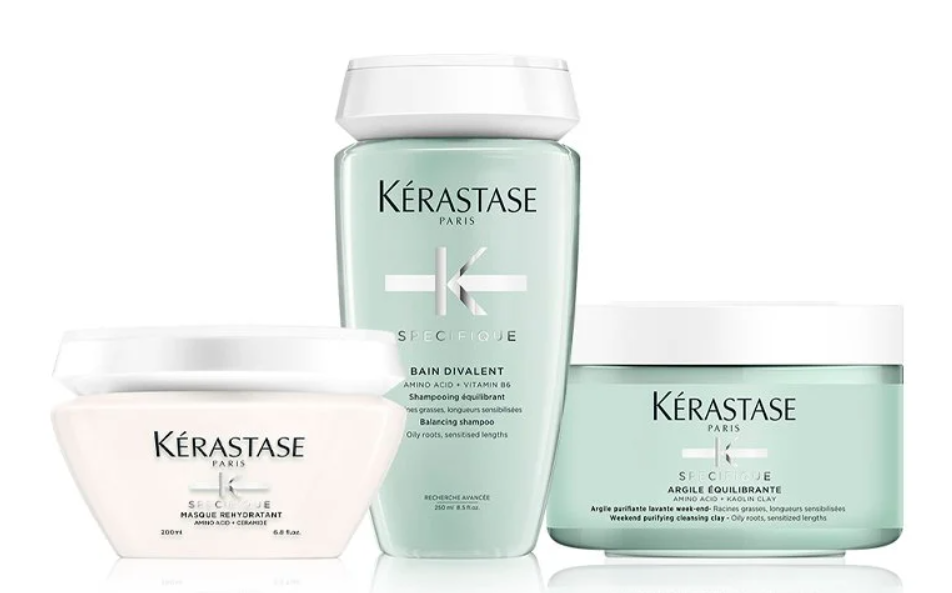 KÉRASTASE
PARIS
SPECIFIQUE
MASQUE REHYDRATANT
AMINO ACID + CERAMIDE
200ml 6.8 fl.oz.
KÉRASTASE
PARIS
K
SPECIFIQUE
BAIN DIVALENT
AMINO ACID + VITAMIN B6
Shampooing équilibrant
grasses, longueurs sensibilisées
Balancing shampoo
Oily roots, sensitised lengths
RECHERCHE AVANCÉE
250 ml 8.5 fl.oz.
KÉRASTASE
PARIS
K
SPECIFIQUE
ARGILE ÉQUILIBRANTE
AMINO ACID + KAOLIN CLAY
Argile purifiante lavante week-end- Racines grasses, longueurs sensibilisées
Weekend purifying cleansing clay - Oily roots, sensitized lengths